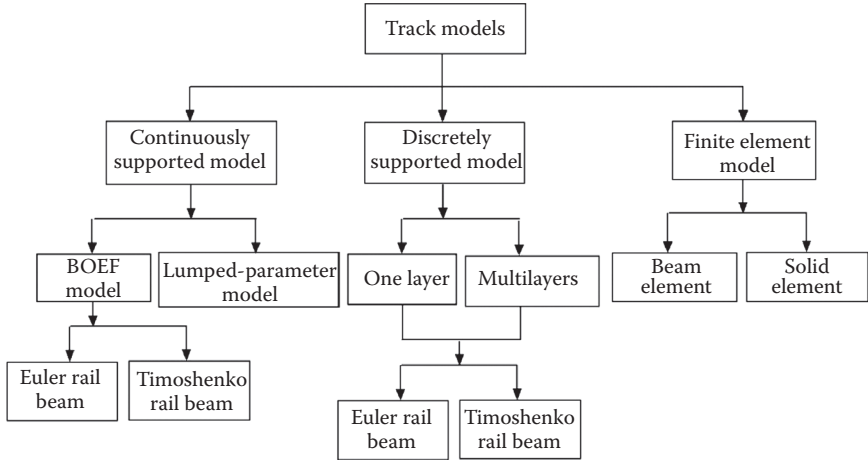 Track models
Continuously
supported model
Discretely
supported model
Finite element
model
BOEF
model
Lumped-parameter
model
One layer
Multilayers
Beam
element
Solid
element
Euler rail
beam
Timoshenko
rail beam
Euler rail
beam
Timoshenko
rail beam